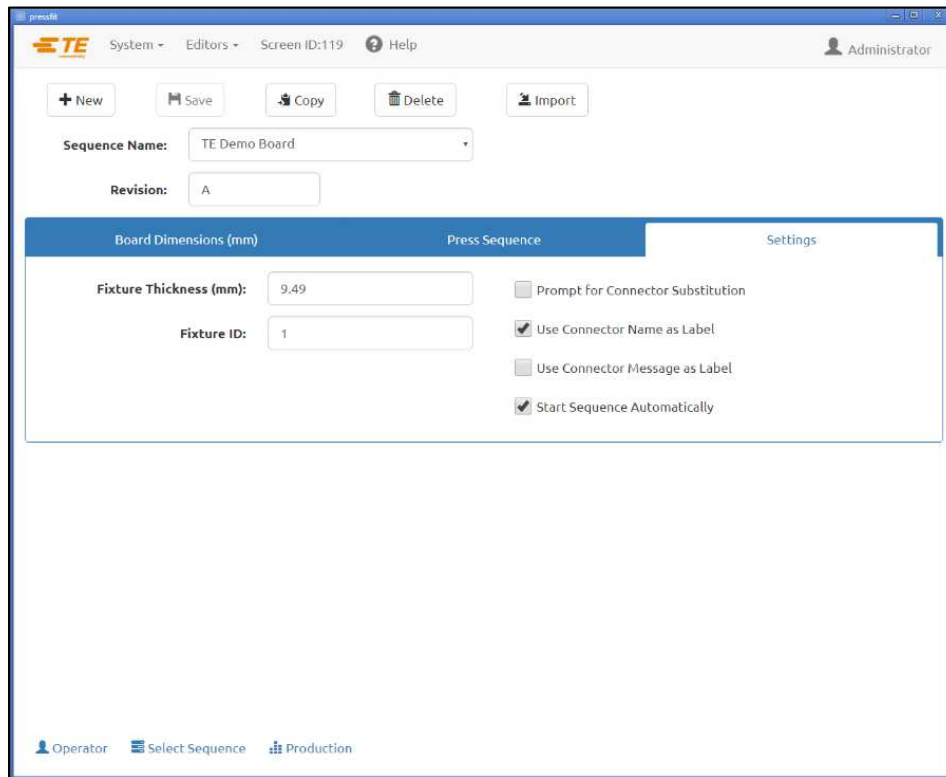 pressfit
TE System Editors Screen ID:119 Help Administrator
New Save Copy Delete Import
Sequence Name: TE Demo Board
Revision: A
Board Dimensions (mm) Press Sequence Settings
Fixture Thickness (mm): 9.49 Prompt for Connector Substitution
Use Connector Name as Label
Fixture ID: 1
Use Connector Message as Label
Start Sequence Automatically
Operator Select Sequence Production